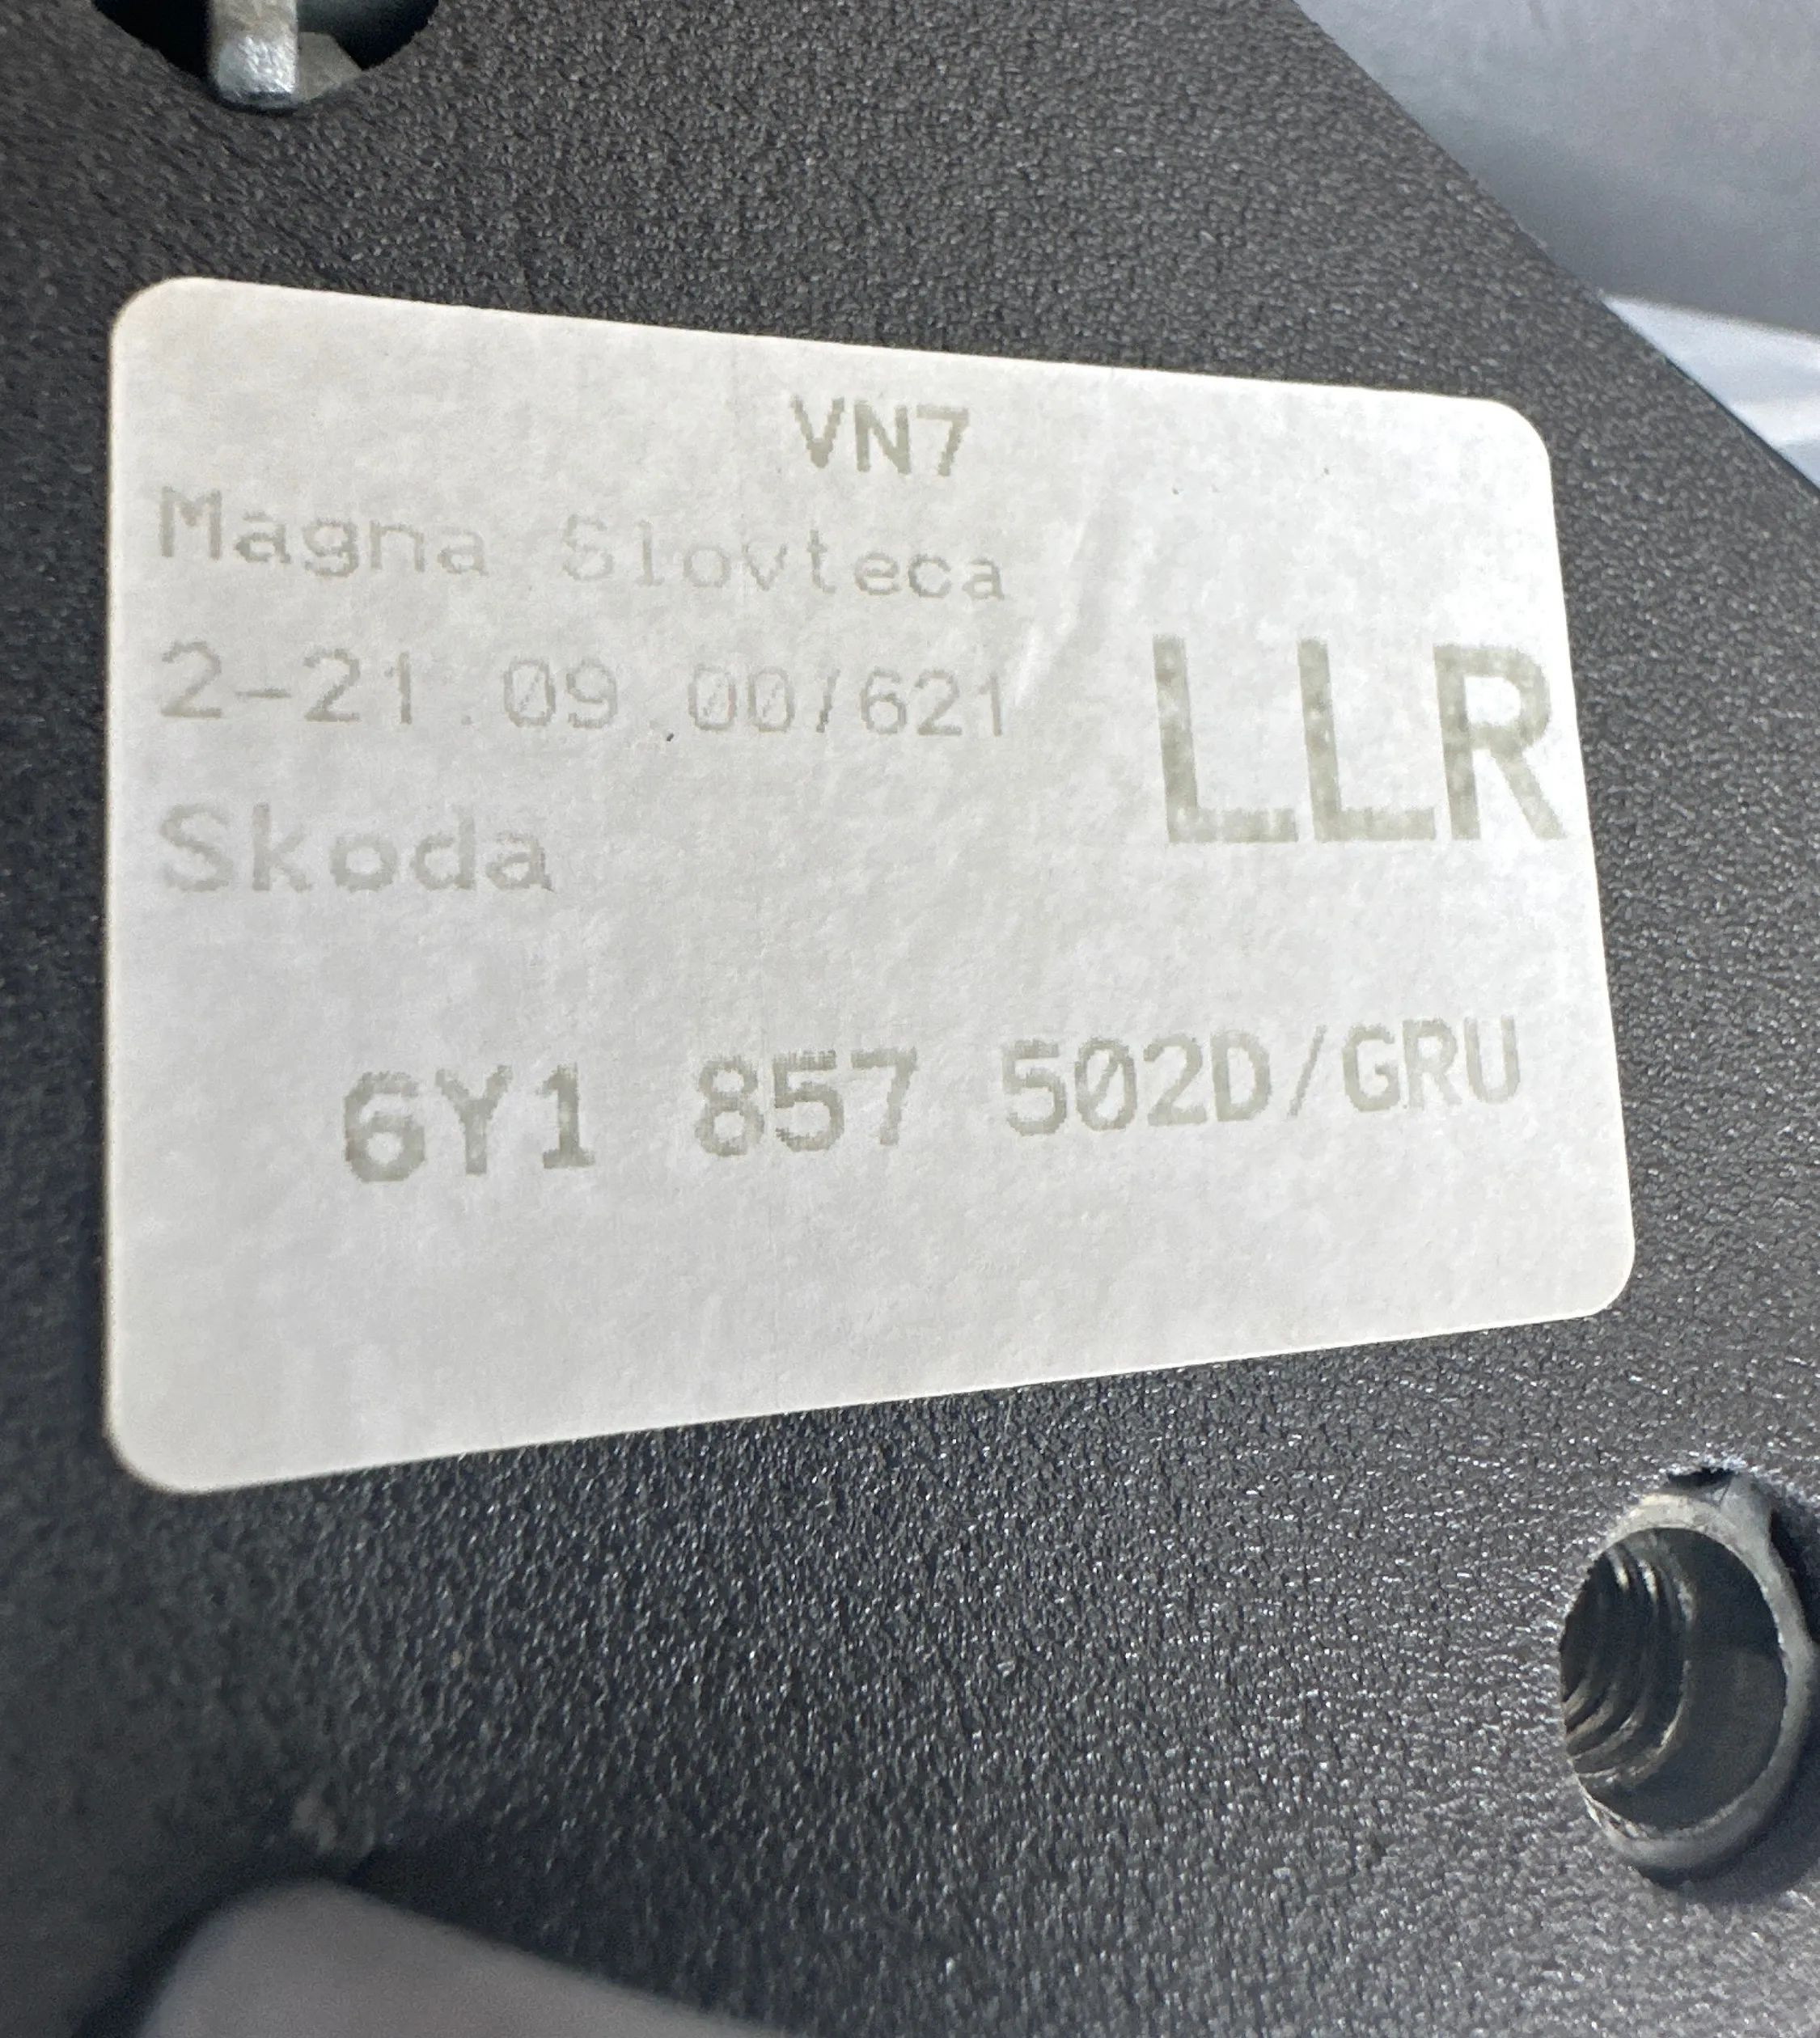 VN7
Magna Slovteca
2-21.09.00/621
LLR
Skoda
6Y1 857 502D/GRU